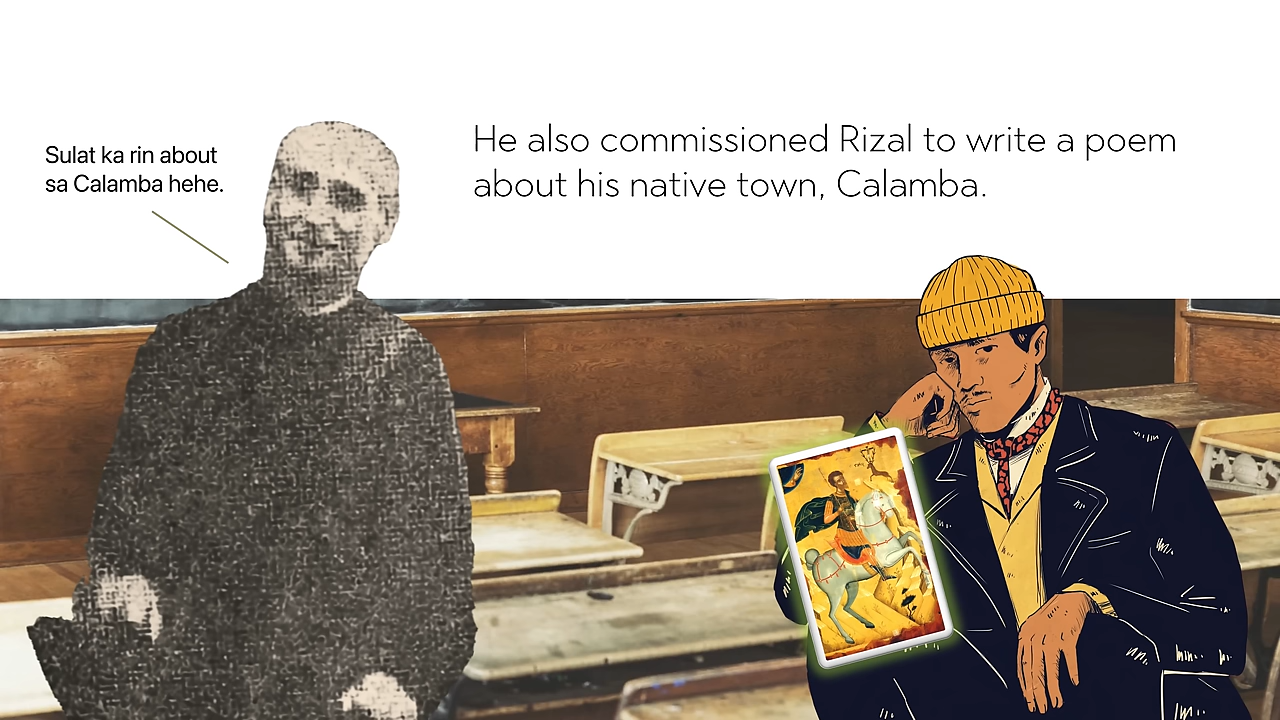 Sulat ka rin about
sa Calamba hehe.
He also commissioned Rizal to write a poem
about his native town, Calamba.